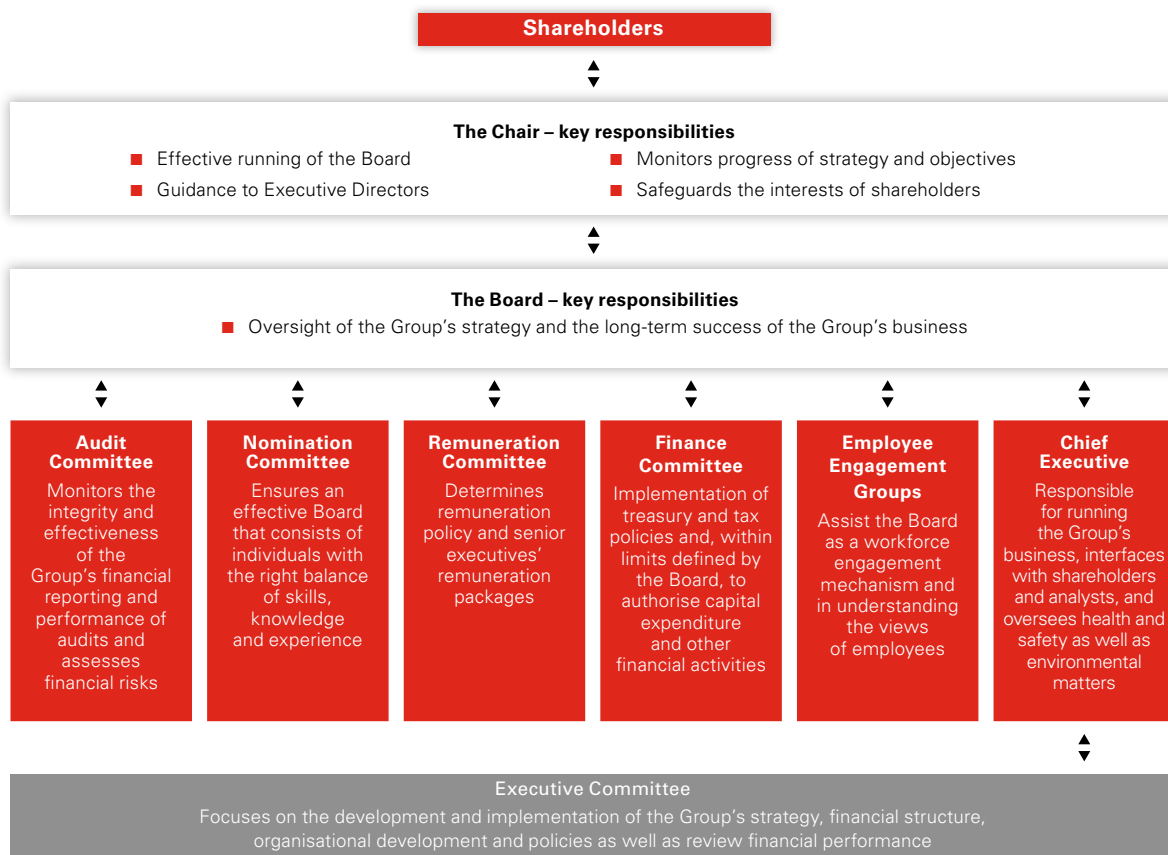 Shareholders
The Chair – key responsibilities
■ Effective running of the Board
■ Guidance to Executive Directors
■ Monitors progress of strategy and objectives
■ Safeguards the interests of shareholders
The Board – key responsibilities
■ Oversight of the Group’s strategy and the long-term success of the Group’s business
Audit
Committee
Monitors the
integrity and
effectiveness
of the
Group’s financial
reporting and
performance of
audits and
assesses
financial risks
Nomination
Committee
Ensures an
effective Board
that consists of
individuals with
the right balance
of skills,
knowledge
and experience
Remuneration
Committee
Determines
remuneration
policy and senior
executives’
remuneration
packages
Finance
Committee
Implementation of
treasury and tax
policies and, within
limits defined by
the Board, to
authorise capital
expenditure
and other
financial activities
Employee
Engagement
Groups
Assist the Board
as a workforce
engagement
mechanism and
in understanding
the views
of employees
Chief
Executive
Responsible
for running
the Group’s
business, interfaces
with shareholders
and analysts, and
oversees health and
safety as well as
environmental
matters
Executive Committee
Focuses on the development and implementation of the Group’s strategy, financial structure,
organisational development and policies as well as review financial performance